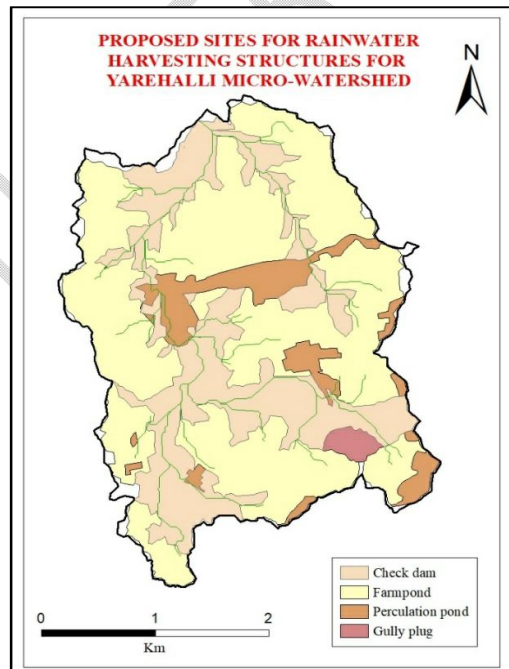 PROPOSED SITES FOR RAINWATER
HARVESTING STRUCTURES FOR
YAREHALLI MICRO-WATERSHED
N
Check dam
Farmpond
Perculation pond
Gully plug
0 1 2
Km